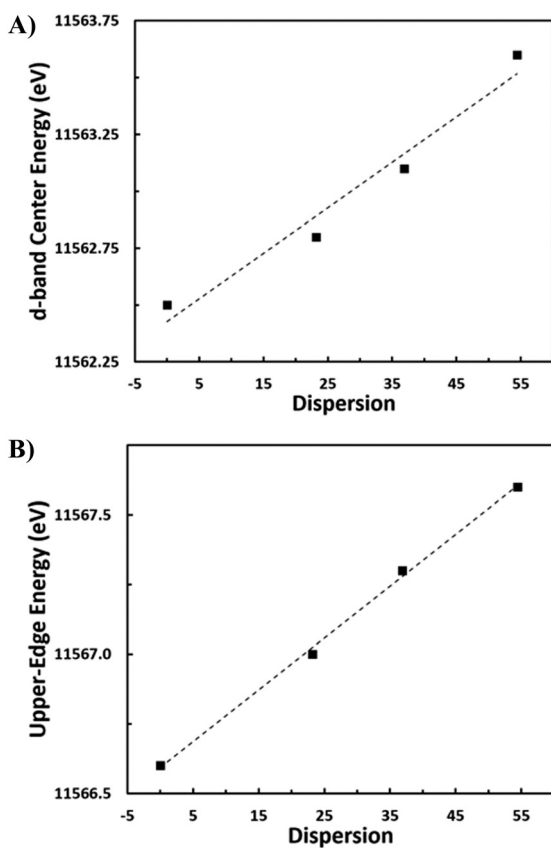 A)
d-band Center Energy (eV)
11563.75
11563.25
11562.75
11562.25
-5 5 15 25 35 45 55
Dispersion
B)
Upper-Edge Energy (eV)
11567.5
11567.0
11566.5
-5 5 15 25 35 45 55
Dispersion